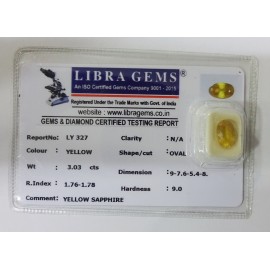 LIBRA GEMS
An ISO Certified Gems Company 9001 - 2015
Registered Under the Trade Marks with Govt. of India
website : www.libragems.co.in
GEMS & DIAMOND CERTIFIED TESTING REPORT
ReportNo: LY 327 Clarity : N/A
Colour : YELLOW Shape/cut : OVAL
Wt : 3.03 cts Dimension : 9-7.6-5.4-8.
R.Index : 1.76-1.78 Hardness : 9.0
Comment: YELLOW SAPPHIRE